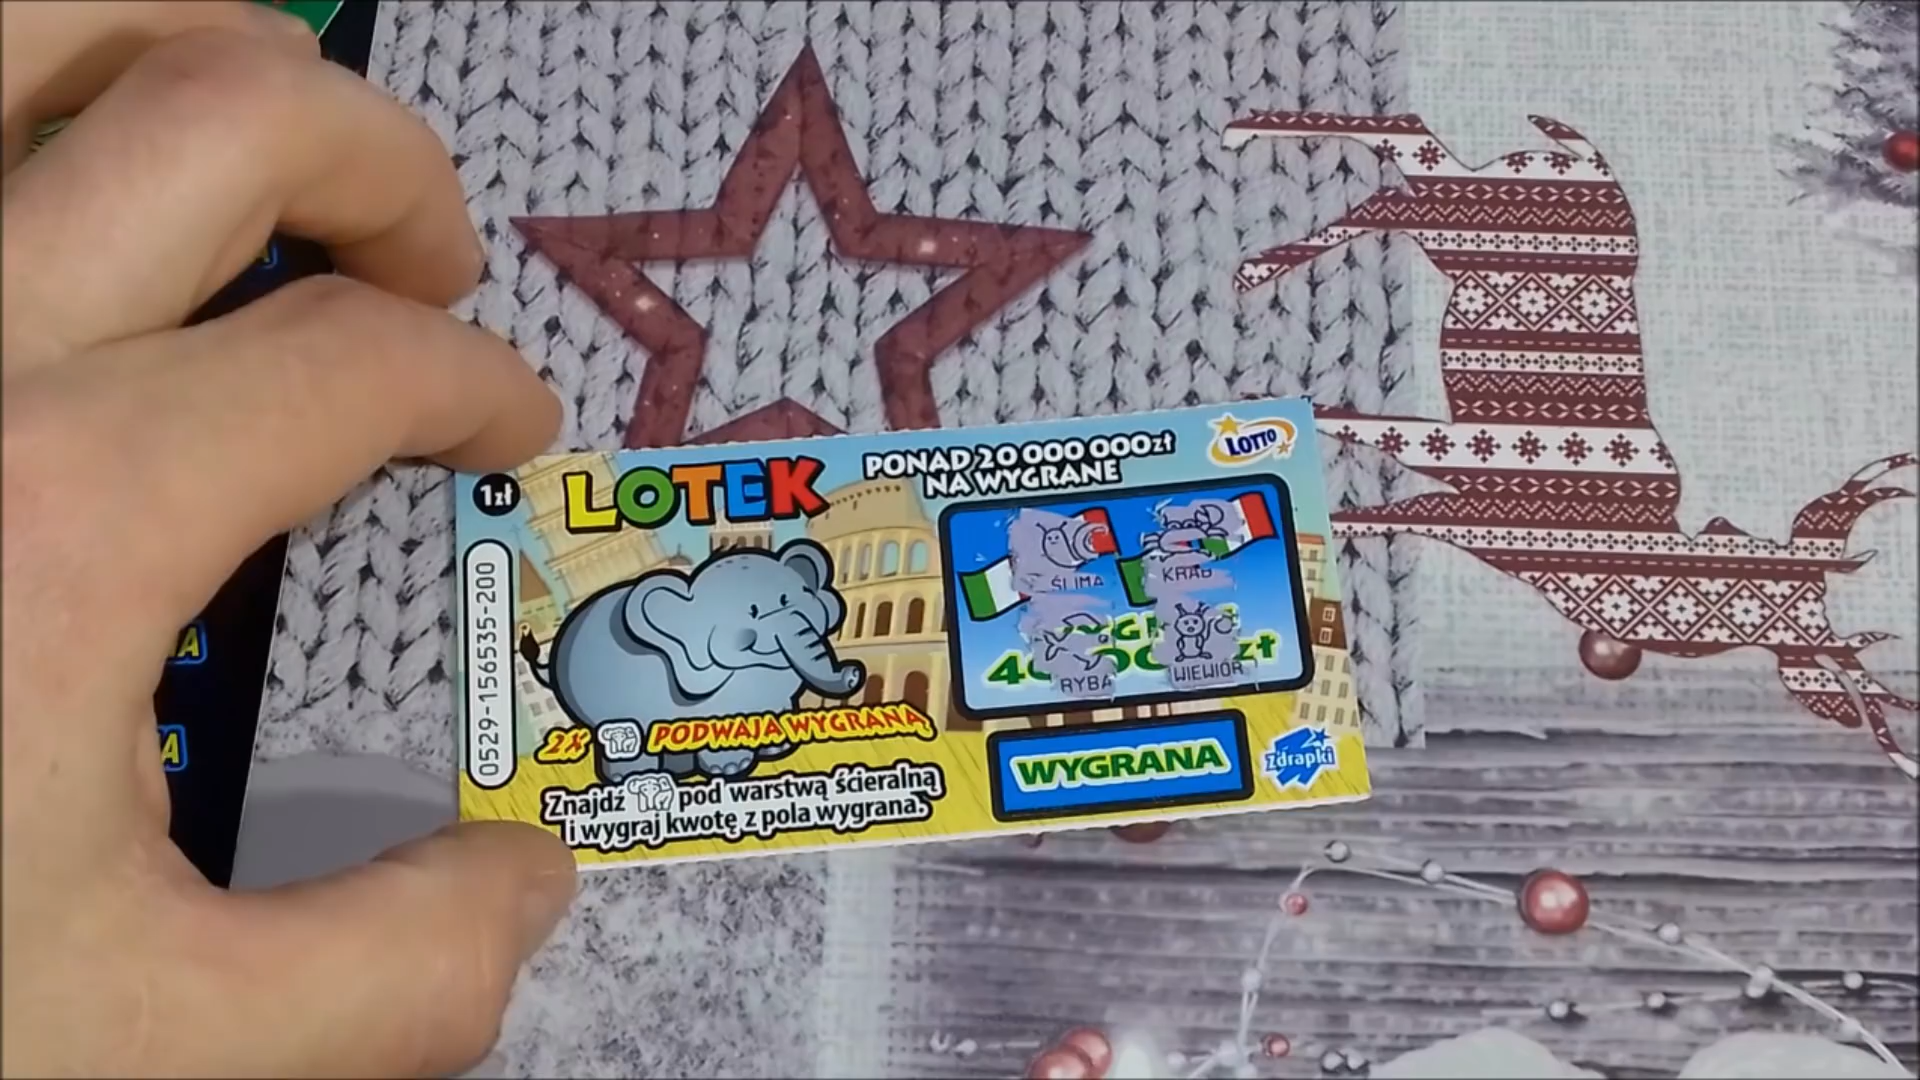 1zł
LOTEK
PONAD 20 000 000zł
NA WYGRANE
LOTTO
0529-156535-200
ŚLIMA
KRAB
RYBA
WIEWIÓR
zł
2X PODWAJA WYGRANĄ
Znajdź pod warstwą ścieralną
i wygraj kwotę z pola wygrana.
WYGRANA
zdrapki
A
A